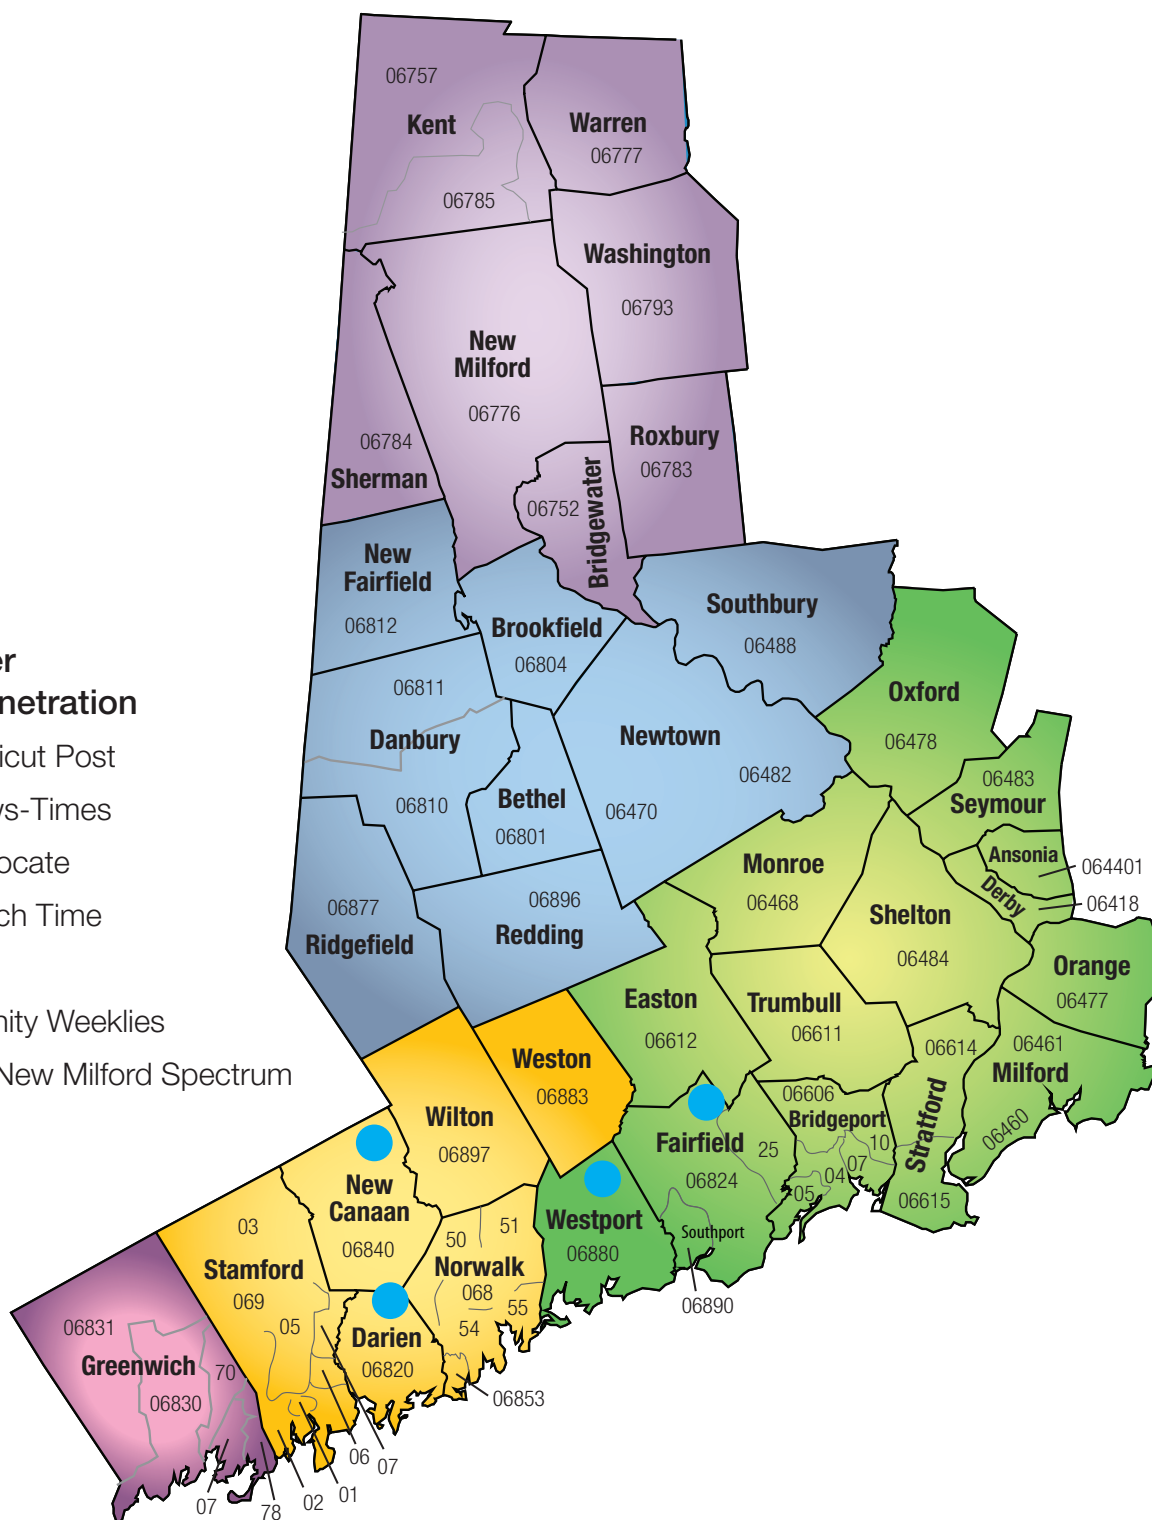 06757
Kent
Warren
06777
06785
Washington
06793
New
Milford
06776
Roxbury
06783
06784
Sherman
06752
Bridgewater
New
Fairfield
06812
Brookfield
06804
Southbury
06488
er
netration
icut Post
vs-Times
ocate
ch Time
nity Weeklies
New Milford Spectrum
06811
Danbury
06810
Bethel
06801
Newtown
06482
06470
Oxford
06478
06483
Seymour
Ansonia
064401
Derby
06418
Monroe
06468
Shelton
06484
Orange
06477
06877
Ridgefield
06896
Redding
Easton
06612
Trumbull
06611
06614
Stratford
06615
06461
Milford
06460
Weston
06883
Wilton
06897
06606
Bridgeport
10
07
04
05
Fairfield
25
06824
Southport
06890
Westport
06880
New
Canaan
06840
03
Stamford
069
05
50
51
Norwalk
068
55
54
06853
Darien
06820
06831
Greenwich
70
06830
07
78
02
01
06
07